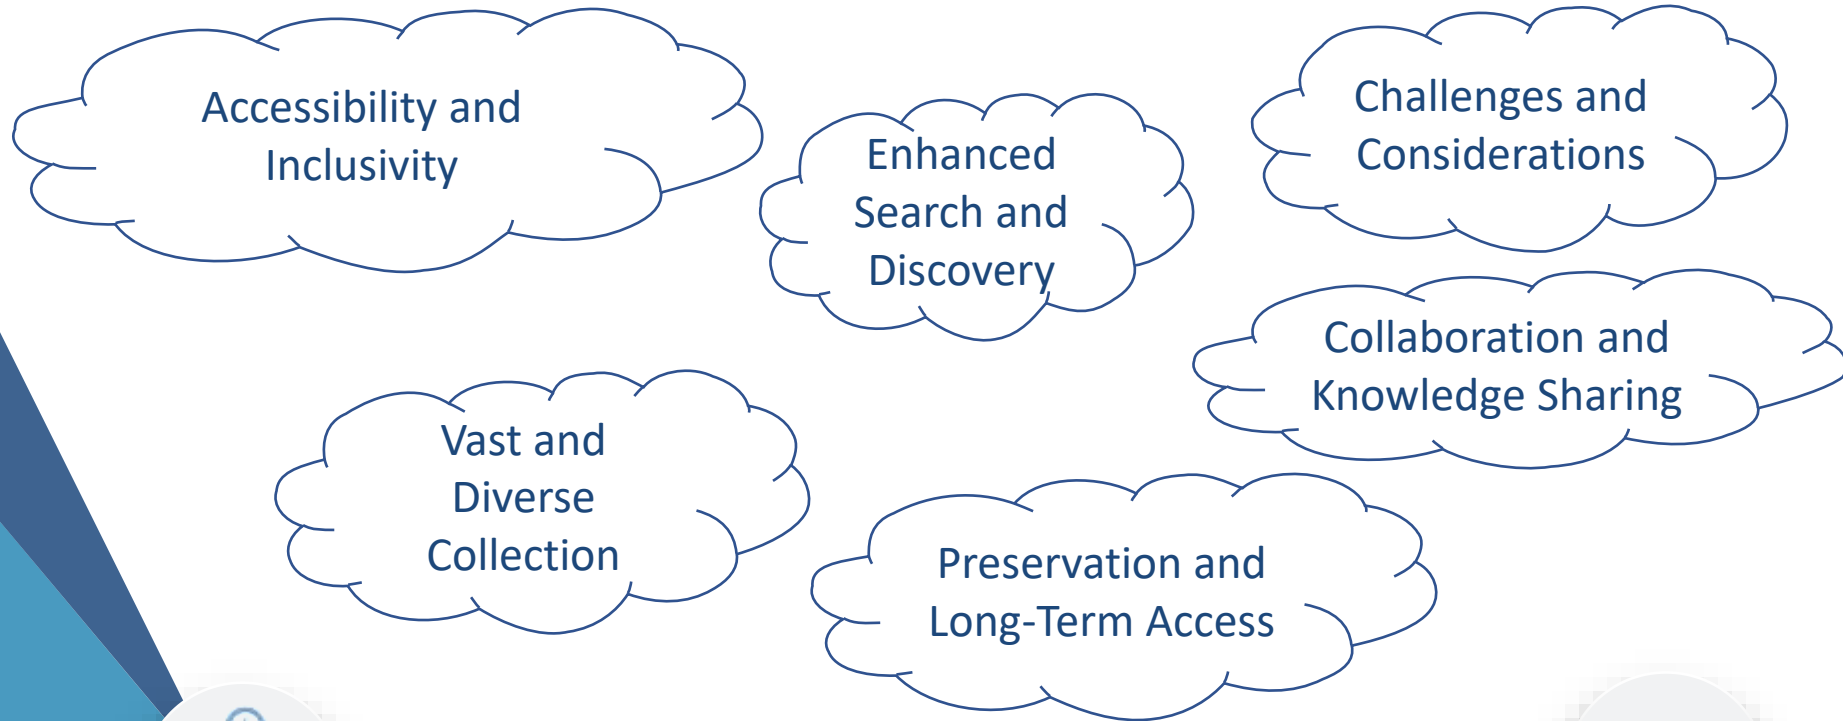 Accessibility and
Inclusivity
Enhanced
Search and
Discovery
Challenges and
Considerations
Collaboration and
Knowledge Sharing
Vast and
Diverse
Collection
Preservation and
Long-Term Access